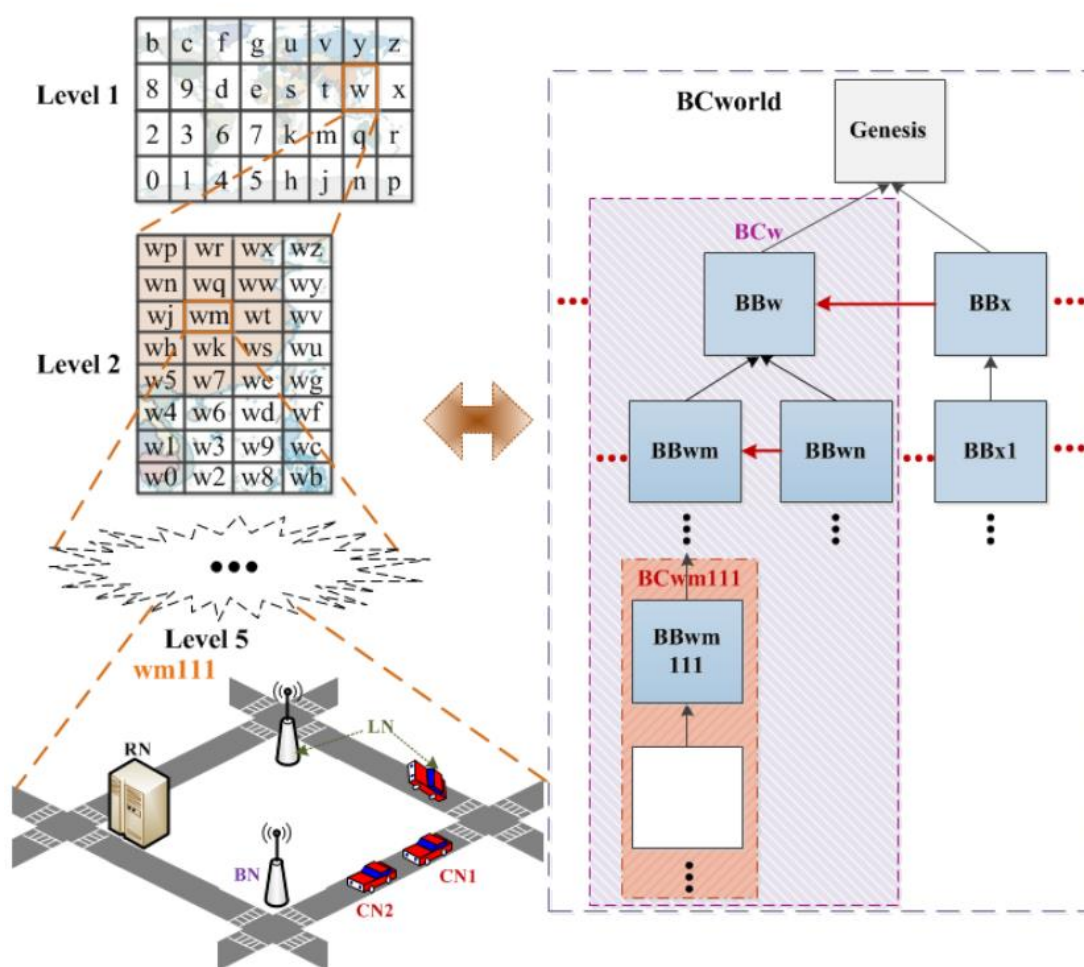 b c f g u v y z
Level 1
8 9 d e s t w x
2 3 6 7 k m q r
0 1 4 5 h j n p
wp wr wx wz
wn wq ww wy
wj wm wt wv
Level 2
wh wk ws wu
w5 w7 we wg
w4 w6 wd wf
w1 w3 w9 wc
w0 w2 w8 wb
Level 5
wm111
RN
LN
BN
CN1
CN2
BCworld
Genesis
BCw
BBw
BBx
BBwm
BBwn
BBx1
BCwm111
BBwm
111